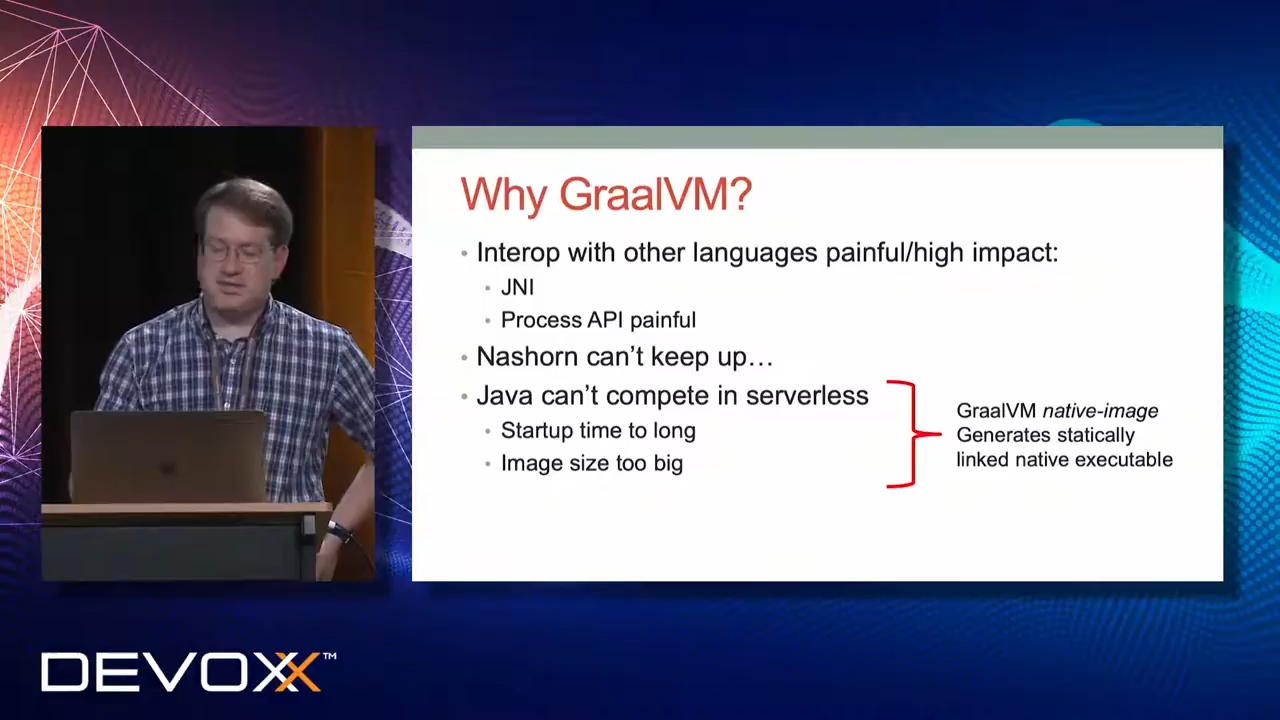 Why GraalVM?
• Interop with other languages painful/high impact:
• JNI
• Process API painful
• Nashorn can't keep up…
• Java can't compete in serverless
• Startup time to long
• Image size too big
GraalVM native-image
Generates statically
linked native executable
DEVOXX™